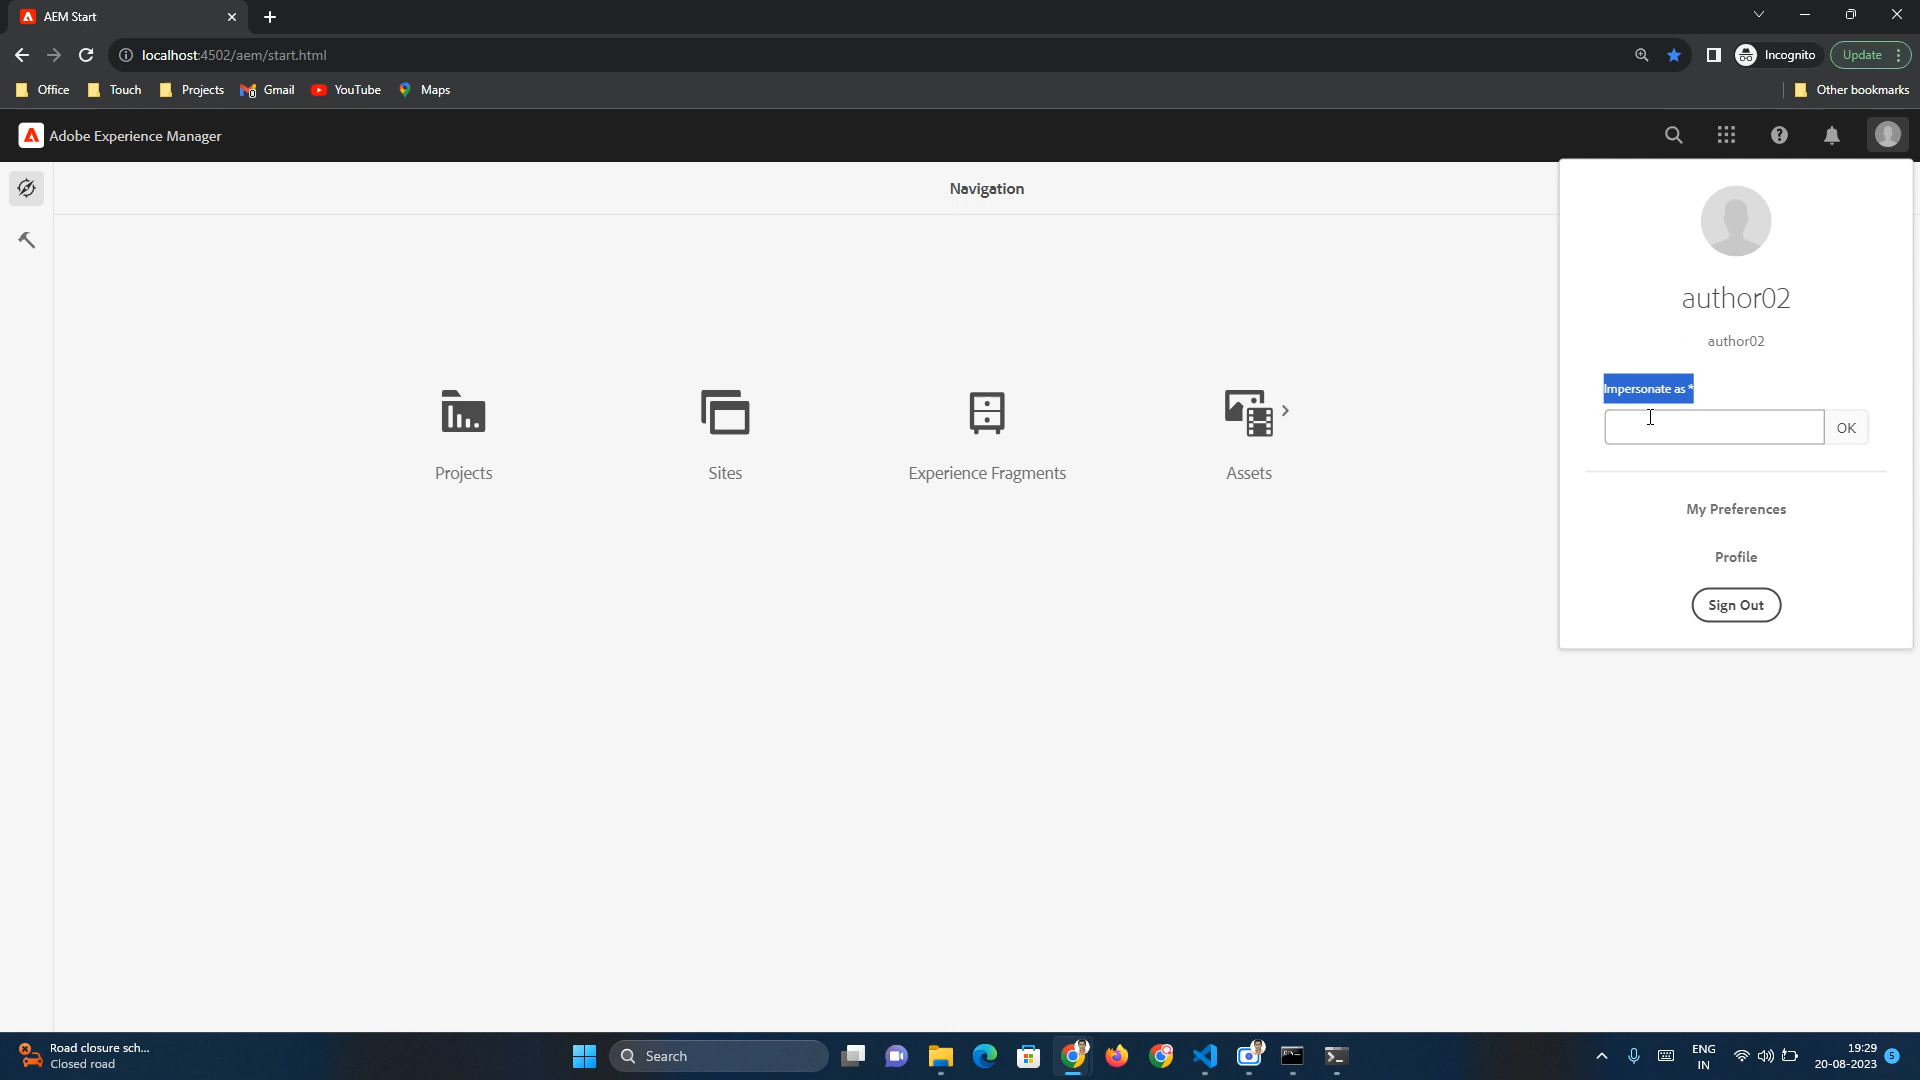 AEM Start
localhost:4502/aem/start.html
Incognito
Update
Office
Touch
Projects
Gmail
YouTube
Maps
Other bookmarks
Adobe Experience Manager
Navigation
author02
author02
Impersonate as *
OK
Projects
Sites
Experience Fragments
Assets
My Preferences
Profile
Sign Out
Road closure sch...
Closed road
Search
ENG
IN
19:29
20-08-2023
5